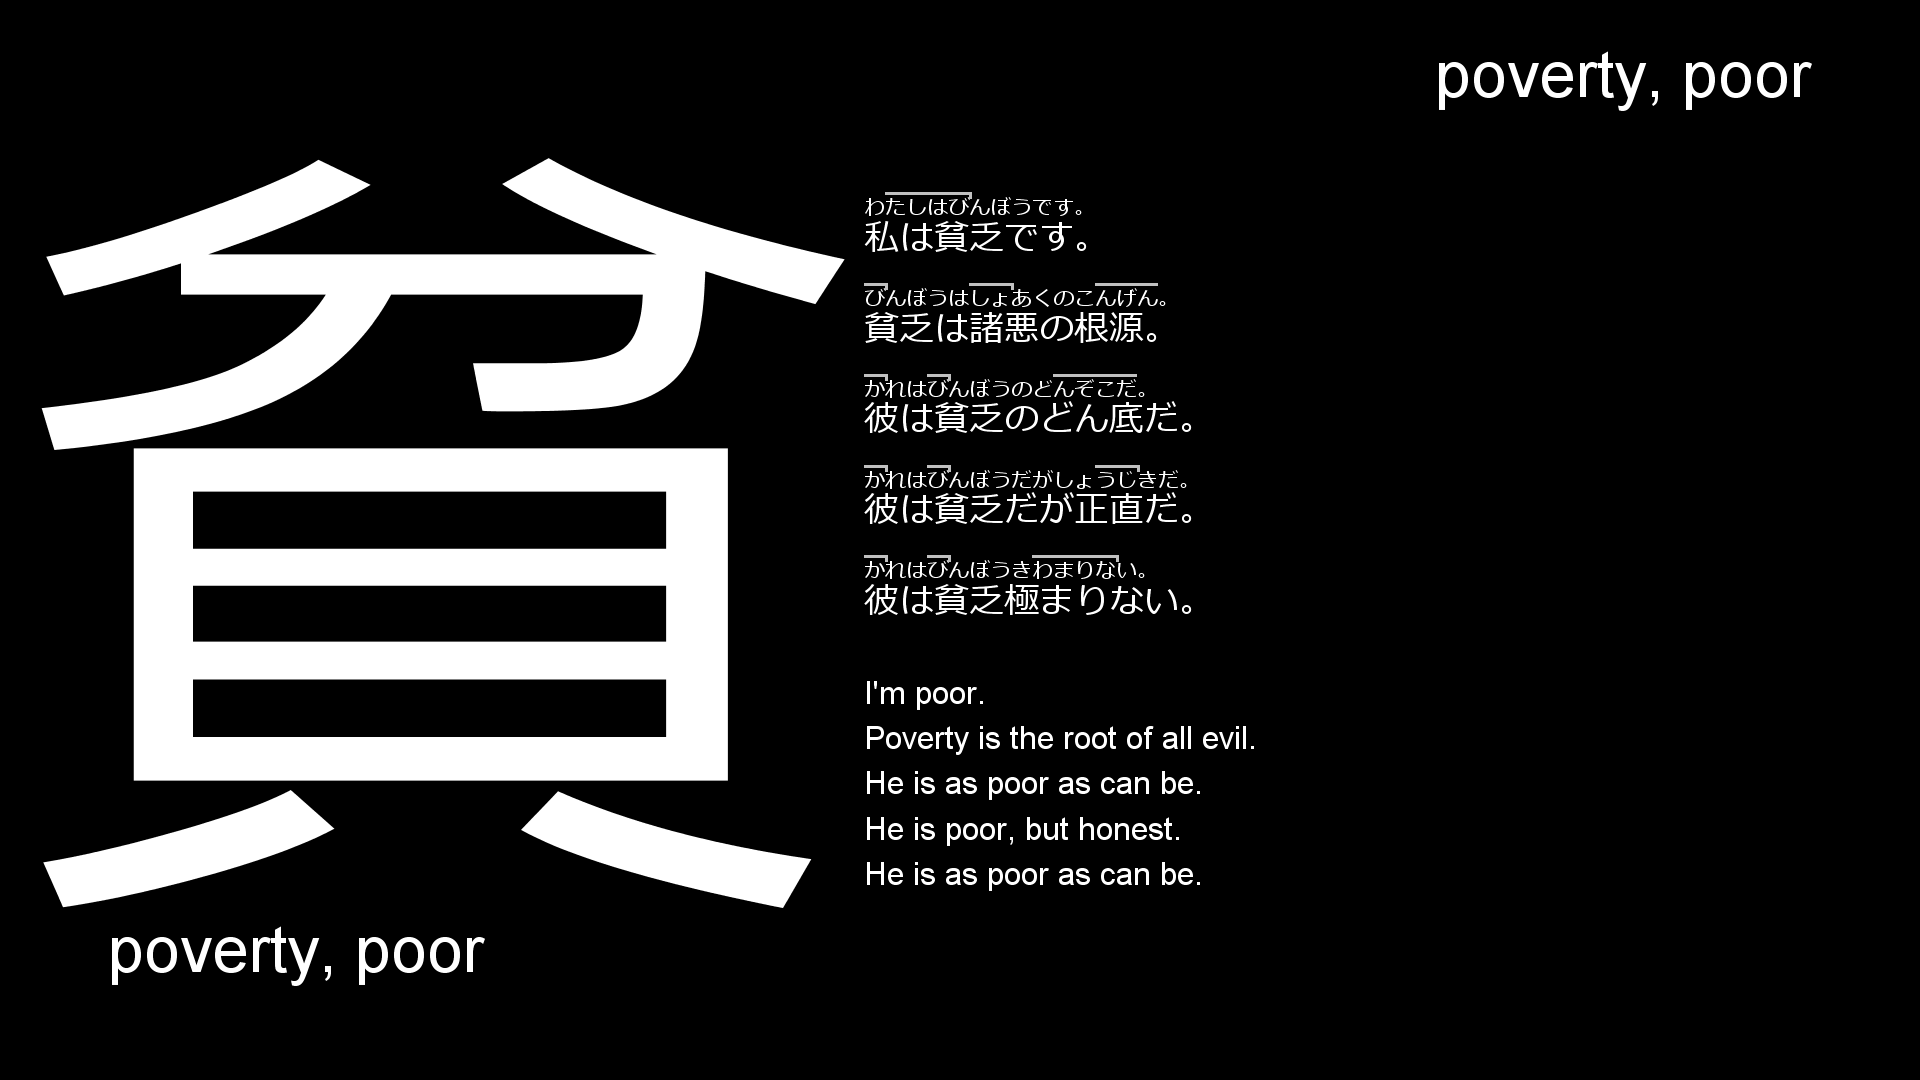 poverty, poor
貧
わたしはびんぼうです。
私は貧乏です。
びんぼうはしょあくのこんげん。
貧乏は諸悪の根源。
かれはびんぼうのどんぞこだ。
彼は貧乏のどん底だ。
かれはびんぼうだがしょうじきだ。
彼は貧乏だが正直だ。
かれはびんぼうきわまりない。
彼は貧乏極まりない。
I'm poor.
Poverty is the root of all evil.
He is as poor as can be.
He is poor, but honest.
He is as poor as can be.
poverty, poor